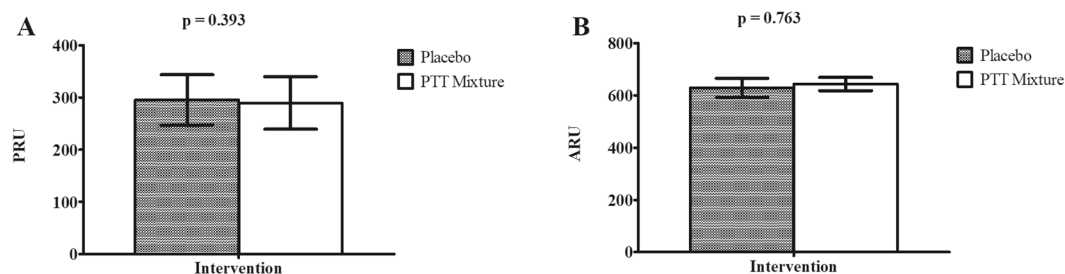 A
p = 0.393
400
300
200
100
0
PRU
Intervention
Placebo
PTT Mixture
B
p = 0.763
800
600
400
200
0
ARU
Intervention
Placebo
PTT Mixture